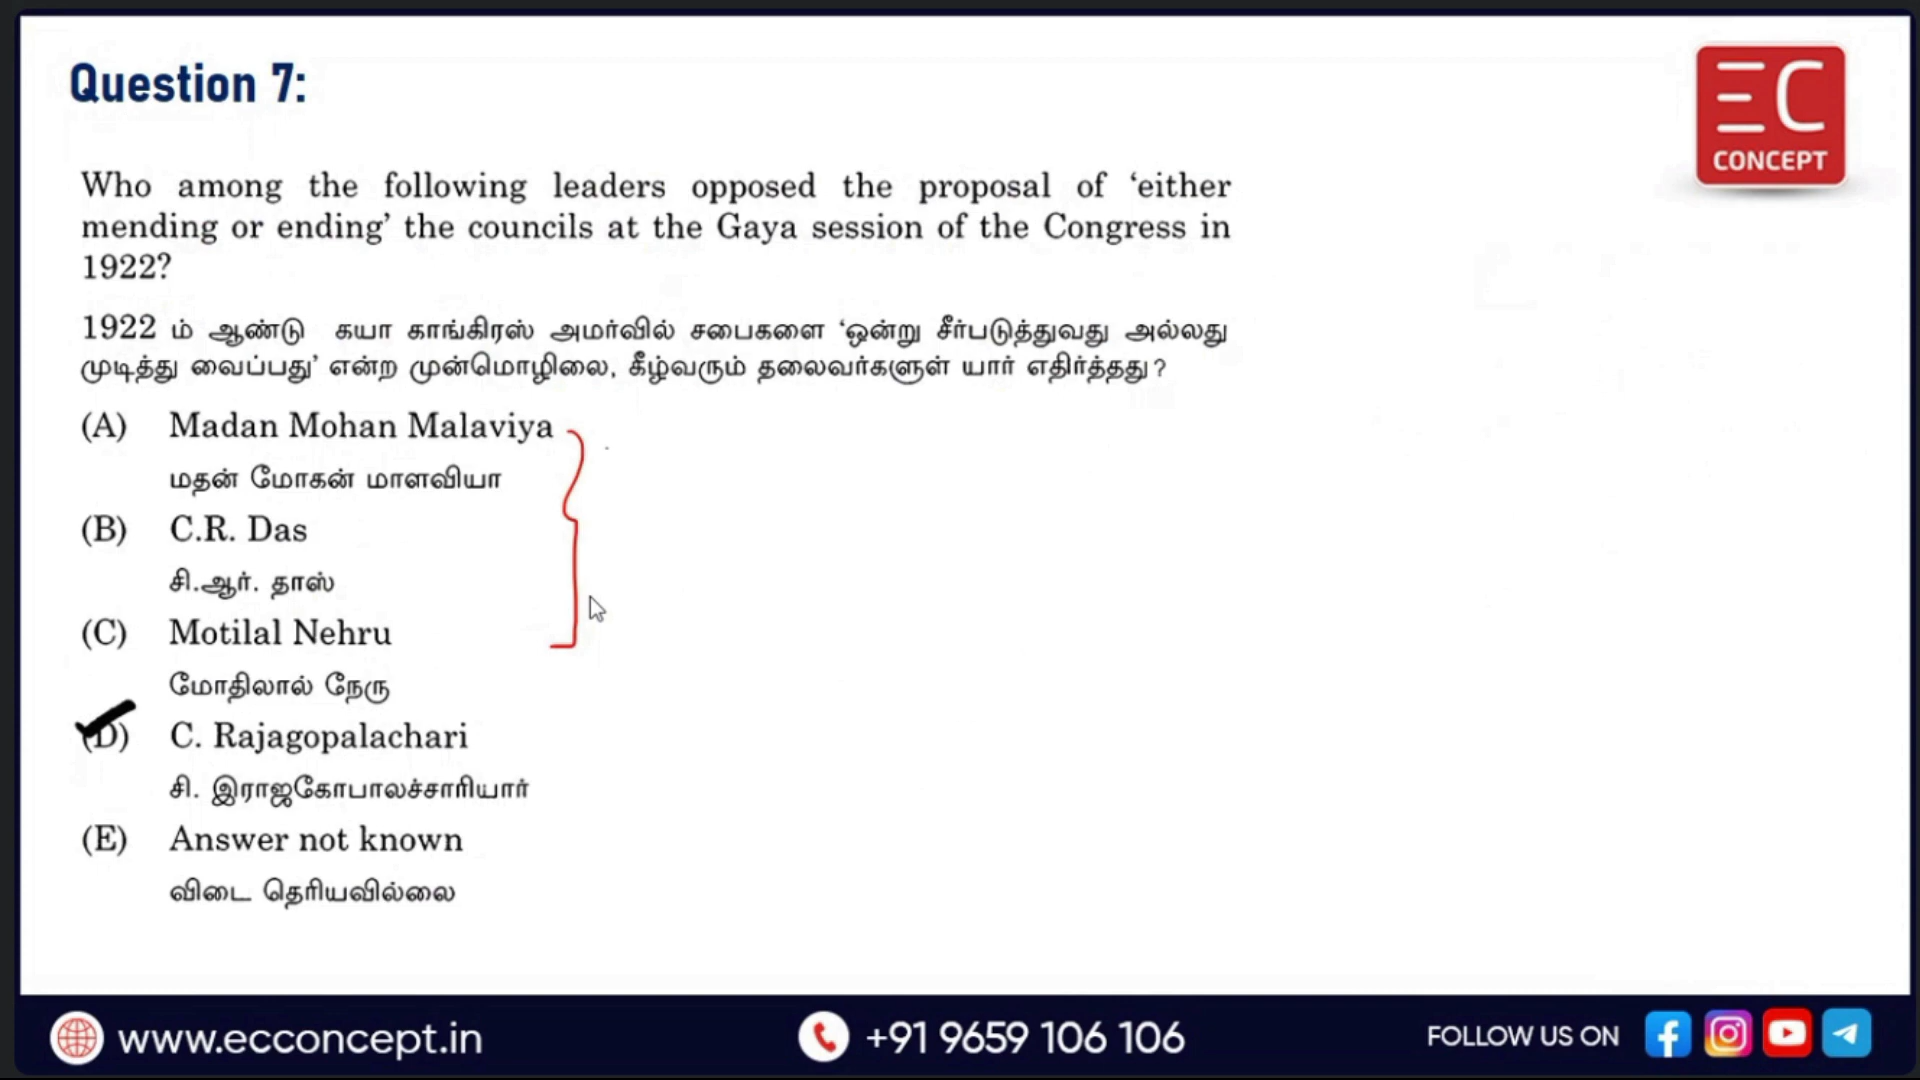 Question 7:
EC
CONCEPT
Who among the following leaders opposed the proposal of ‘either
mending or ending’ the councils at the Gaya session of the Congress in
1922?
1922 ம் ஆண்டு கயா காங்கிரஸ் அமர்வில் சபைகளை ‘ஒன்று சீர்படுத்துவது அல்லது
முடித்து வைப்பது’ என்ற முன்மொழிலை, கீழ்வரும் தலைவர்களுள் யார் எதிர்த்தது?
(A) Madan Mohan Malaviya
மதன் மோகன் மாளவியா
(B) C.R. Das
சி.ஆர். தாஸ்
(C) Motilal Nehru
மோதிலால் நேரு
(D) C. Rajagopalachari
சி. இராஜகோபாலச்சாரியார்
(E) Answer not known
விடை தெரியவில்லை
www.ecconcept.in
+91 9659 106 106
FOLLOW US ON